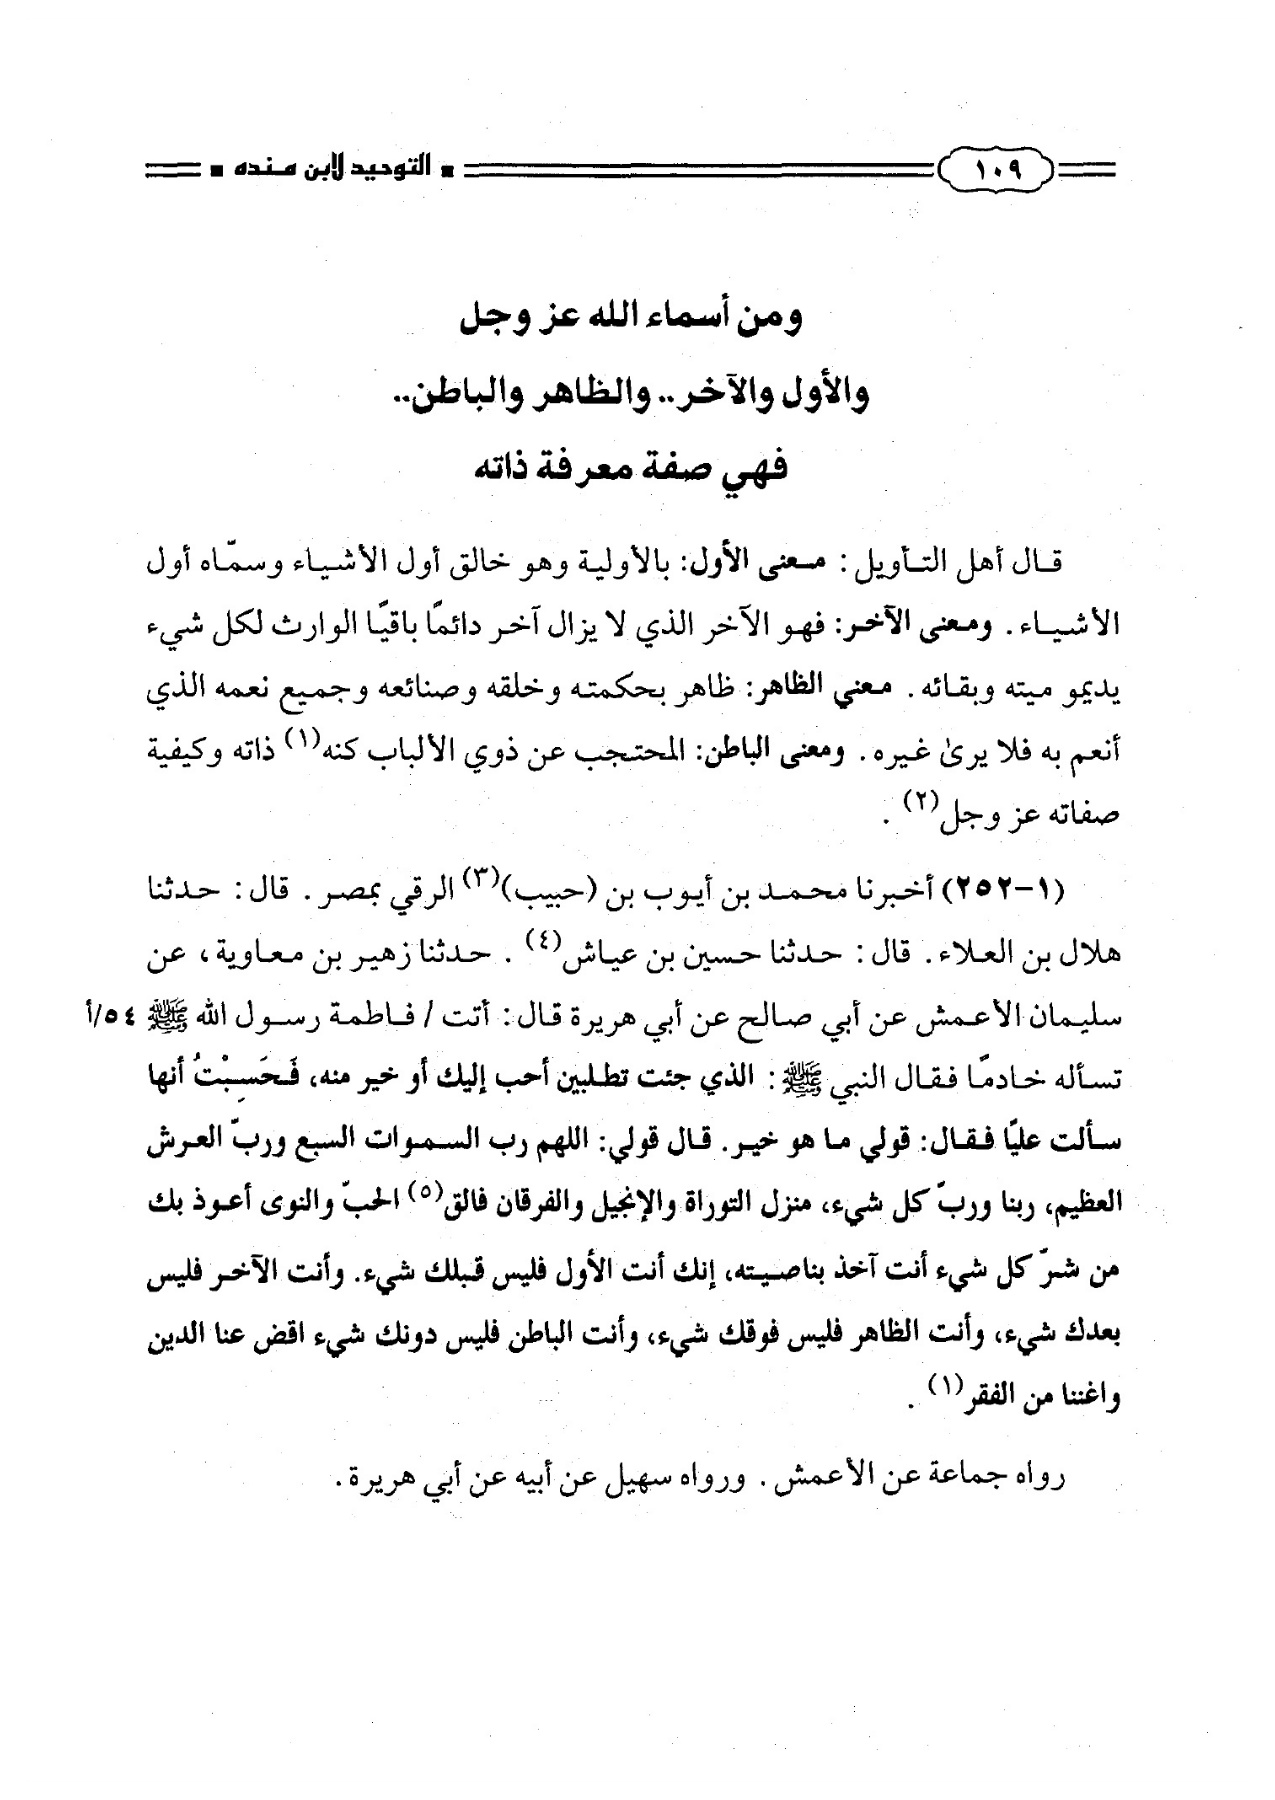 ١٠٩ ▪ التوحيد لابن منده ▪
ومن أسماء الله عز وجل
والأول والآخر.. والظاهر والباطن..
فهي صفة معرفة ذاته
قال أهل التأويل: معنى الأول: بالأولية وهو خالق أول الأشياء وسمّاه أول
الأشياء. ومعنى الآخر: فهو الآخر الذي لا يزال آخر دائمًا باقيًا الوارث لكل شيء
يديمو ميته وبقائه. معني الظاهر: ظاهر بحكمته وخلقه وصنائعه وجميع نعمه الذي
أنعم به فلا يرىٰ غيره. ومعنى الباطن: المحتجب عن ذوي الألباب كنه(١) ذاته وكيفية
صفاته عز وجل(٢).
(١-٢٥٢) أخبرنا محمد بن أيوب بن (حبيب)(٣) الرقي بمصر. قال: حدثنا
هلال بن العلاء. قال: حدثنا حسين بن عياش(٤). حدثنا زهير بن معاوية، عن
سليمان الأعمش عن أبي صالح عن أبي هريرة قال: أتت / فاطمة رسول الله ﷺ ٥٤/أ
تسأله خادمًا فقال النبي ﷺ: الذي جئت تطلبين أحب إليك أو خير منه، فَحَسِبْتُ أنها
سألت عليًا فقال: قولي ما هو خير. قال قولي: اللهم رب السموات السبع وربّ العرش
العظيم، ربنا وربّ كل شيء، منزل التوراة والإنجيل والفرقان فالق(٥) الحبّ والنوى أعوذ بك
من شرّ كل شيء أنت آخذ بناصيته، إنك أنت الأول فليس قبلك شيء. وأنت الآخر فليس
بعدك شيء، وأنت الظاهر فليس فوقك شيء، وأنت الباطن فليس دونك شيء اقض عنا الدين
واغننا من الفقر(١).
رواه جماعة عن الأعمش. ورواه سهيل عن أبيه عن أبي هريرة.